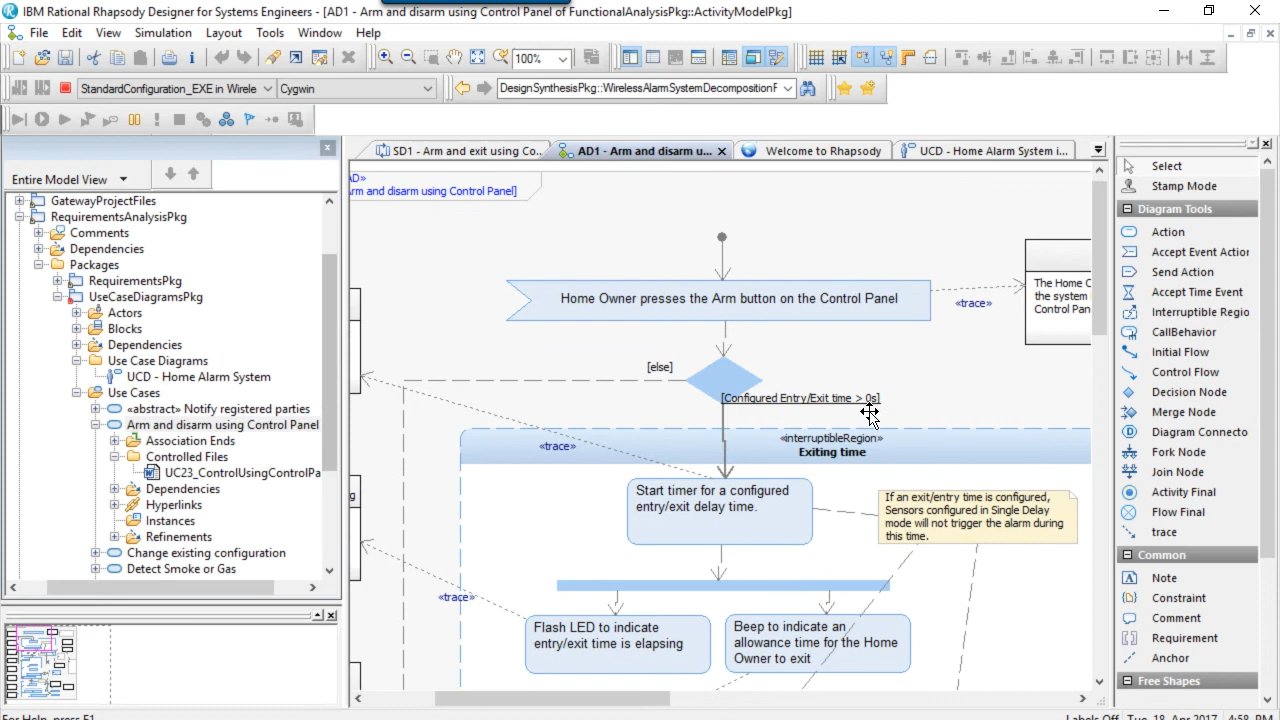 IBM Rational Rhapsody Designer for Systems Engineers - [AD1 - Arm and disarm using Control Panel of FunctionalAnalysisPkg::ActivityModelPkg]
File Edit View Simulation Layout Tools Window Help
100%
StandardConfiguration_EXE in Wirele
Cygwin
DesignSynthesisPkg::WirelessAlarmSystemDecompositionF
SD1 - Arm and exit using Co...
AD1 - Arm and disarm u...
Welcome to Rhapsody
UCD - Home Alarm System i...
Entire Model View
GatewayProjectFiles
RequirementsAnalysisPkg
Comments
Dependencies
Packages
RequirementsPkg
UseCaseDiagramsPkg
Actors
Blocks
Dependencies
Use Case Diagrams
UCD - Home Alarm System
Use Cases
«abstract» Notify registered parties
Arm and disarm using Control Panel
Association Ends
Configured Files
UC23_ControlUsingControlPa
Dependencies
Hyperlinks
Instances
Refinements
Change existing configuration
Detect Smoke or Gas
AD»
rm and disarm using Control Panel]
Home Owner presses the Arm button on the Control Panel
«trace»
The Home C
the system
Control Pan
[else]
[Configured Entry/Exit time > 0s]
«trace»
«interruptibleRegion»
Exiting time
Start timer for a configured
entry/exit delay time.
g
If an exit/entry time is configured,
Sensors configured in Single Delay
mode will not trigger the alarm during
this time.
«trace»
Flash LED to indicate
entry/exit time is elapsing
Beep to indicate an
allowance time for the Home
Owner to exit
Select
Stamp Mode
Diagram Tools
Action
Accept Event Action
Send Action
Accept Time Event
Interruptible Regio
CallBehavior
Initial Flow
Control Flow
Decision Node
Merge Node
Diagram Connecto
Fork Node
Join Node
Activity Final
Flow Final
trace
Common
Note
Constraint
Comment
Requirement
Anchor
Free Shapes
For Help, press F1
Labels Off Tue, 18, Apr 2017 4:58 PM